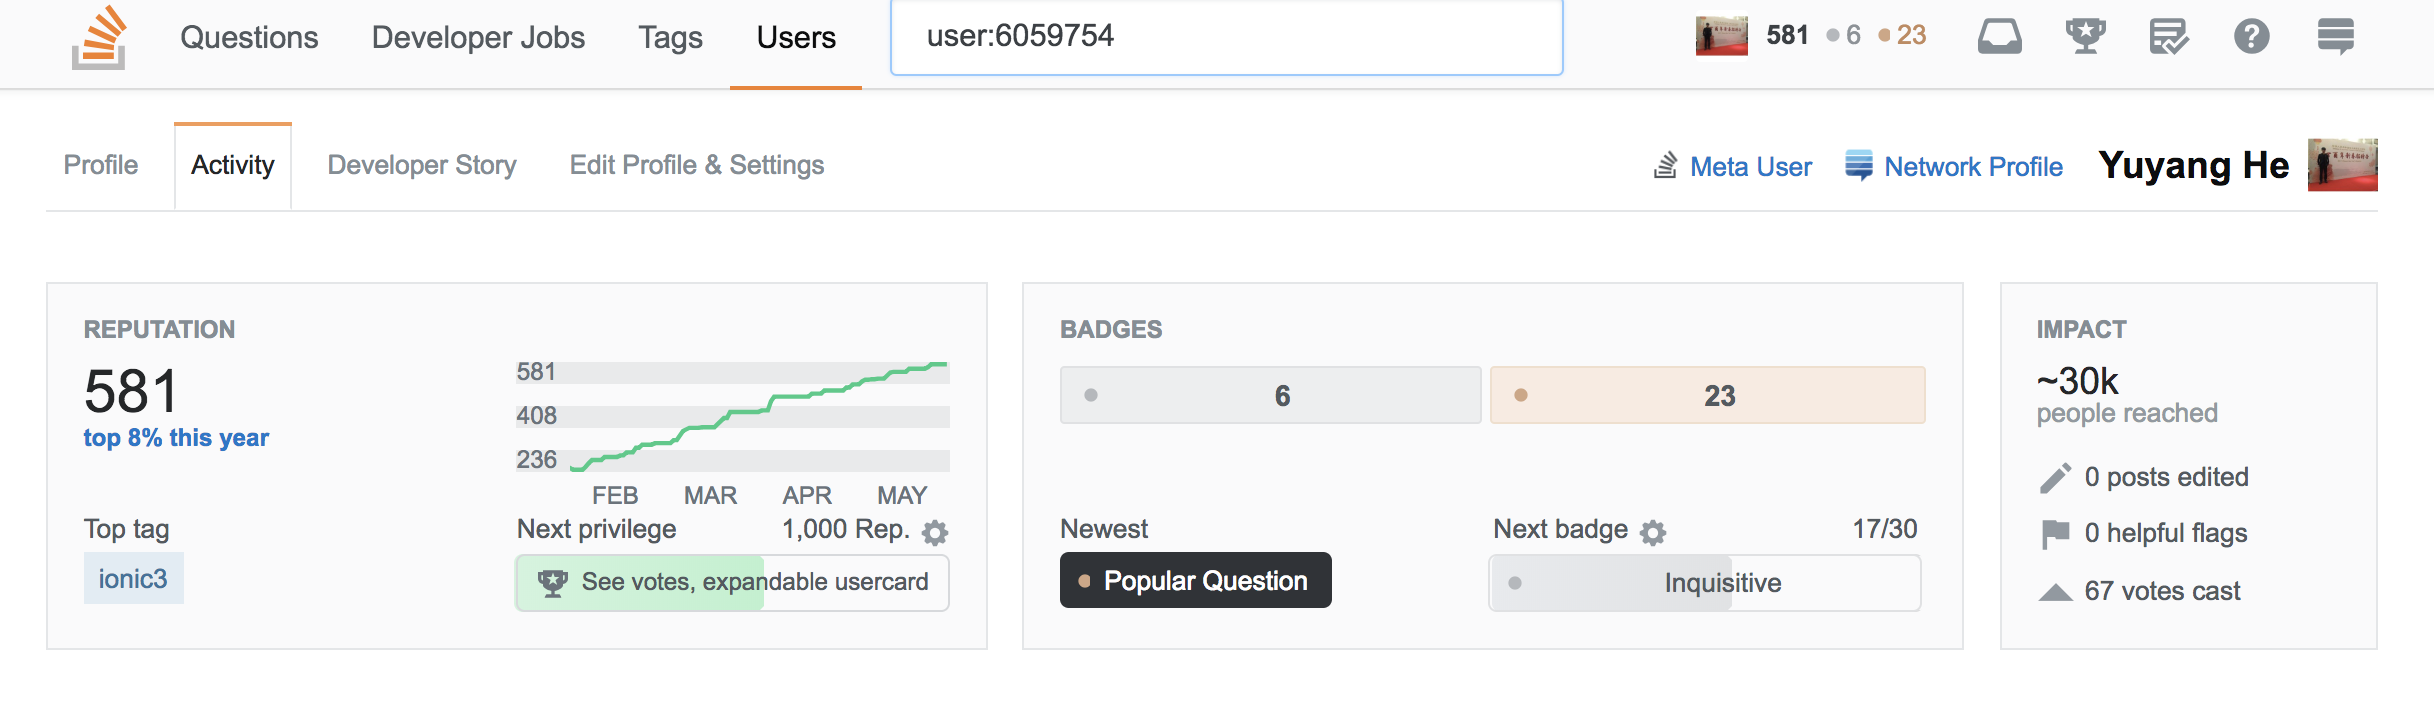 Questions Developer Jobs Tags Users user:6059754 581 6 23
Profile Activity Developer Story Edit Profile & Settings Meta User Network Profile Yuyang He
REPUTATION
581
top 8% this year
581
408
236
FEB MAR APR MAY
Top tag
ionic3
Next privilege 1,000 Rep.
See votes, expandable usercard
BADGES
6 23
Newest
Popular Question
Next badge 17/30
Inquisitive
IMPACT
~30k
people reached
0 posts edited
0 helpful flags
67 votes cast